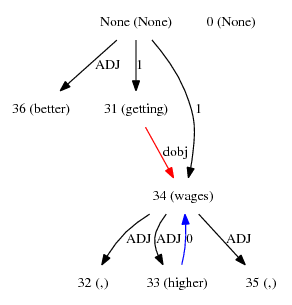 None (None) 0 (None)
ADJ 1
36 (better) 31 (getting) 1
dobj
34 (wages)
ADJ ADJ 0 ADJ
32 (,) 33 (higher) 35 (,)